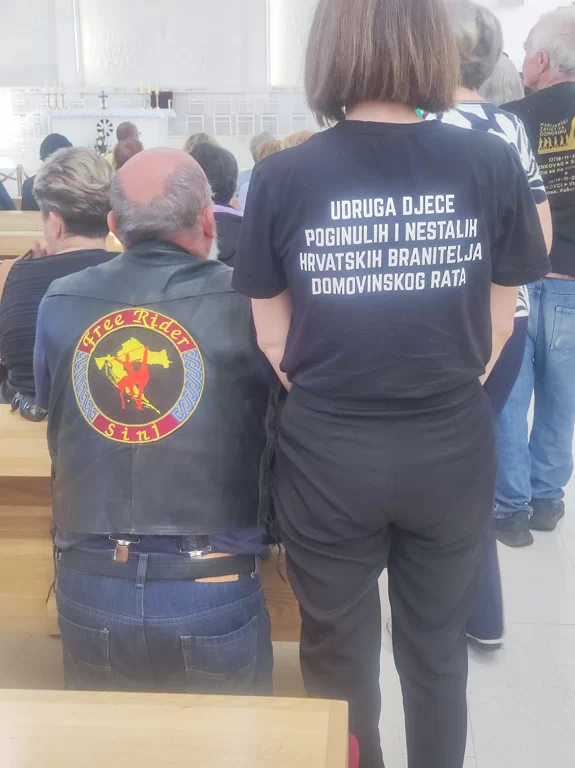 UDRUGA DJECE
POGINULIH I NESTALIH
HRVATSKIH BRANITELJA
DOMOVINSKOG RATA
Free Rider
Sinj